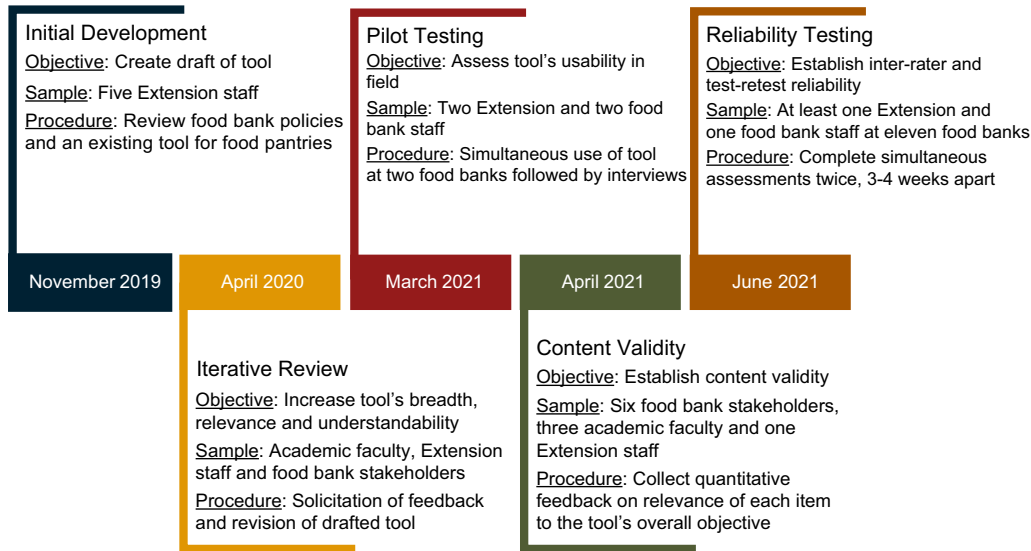 Initial Development
Objective: Create draft of tool
Sample: Five Extension staff
Procedure: Review food bank policies
and an existing tool for food pantries
Pilot Testing
Objective: Assess tool's usability in
field
Sample: Two Extension and two food
bank staff
Procedure: Simultaneous use of tool
at two food banks followed by interviews
Reliability Testing
Objective: Establish inter-rater and
test-retest reliability
Sample: At least one Extension and
one food bank staff at eleven food banks
Procedure: Complete simultaneous
assessments twice, 3-4 weeks apart
November 2019
April 2020
March 2021
April 2021
June 2021
Iterative Review
Objective: Increase tool's breadth,
relevance and understandability
Sample: Academic faculty, Extension
staff and food bank stakeholders
Procedure: Solicitation of feedback
and revision of drafted tool
Content Validity
Objective: Establish content validity
Sample: Six food bank stakeholders,
three academic faculty and one
Extension staff
Procedure: Collect quantitative
feedback on relevance of each item
to the tool's overall objective